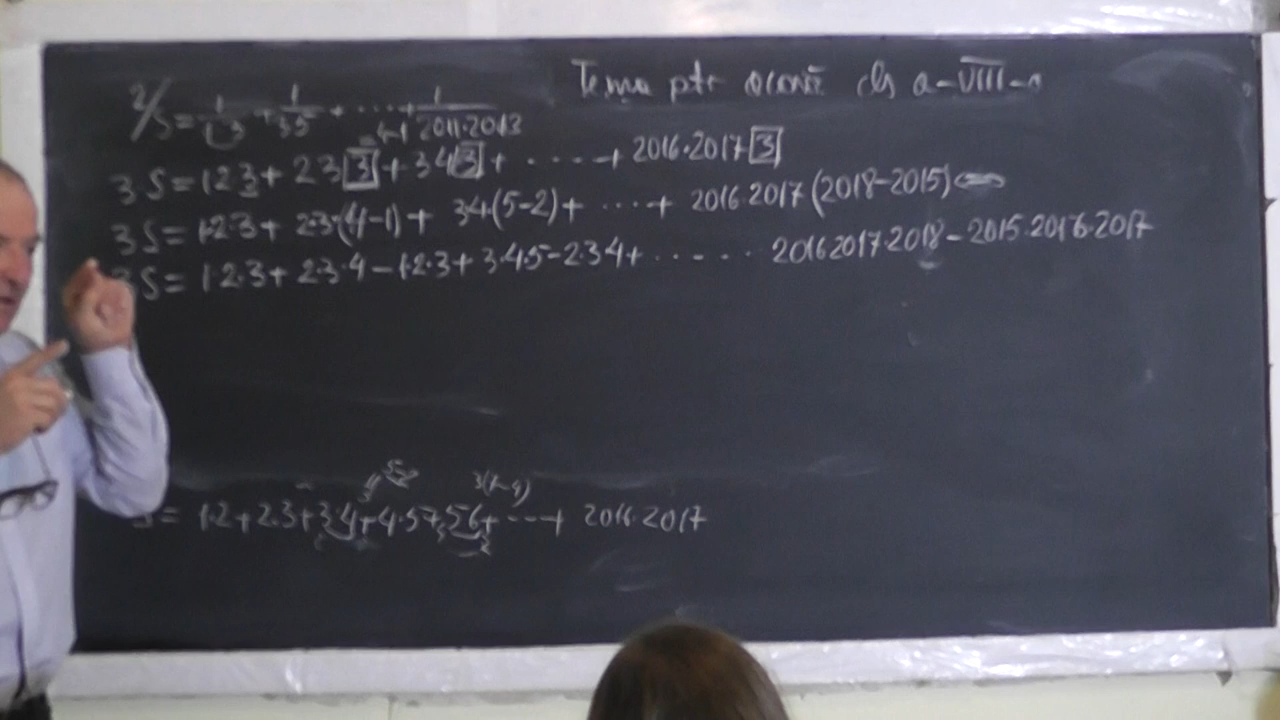 Tema ptr cls a-VIII-a
2/S = 1/1·3 + 1/3·5 + ..... + 1/2011·2013
3·S = 1·2·3 + 2·3·3 + 3·4·3 + ..... + 2016·2017·3
3S = 1·2·3 + 2·3·(4-1) + 3·4·(5-2) + ... + 2016·2017(2018-2015)
3S = 1·2·3 + 2·3·4 - 1·2·3 + 3·4·5 - 2·3·4 + ...... 2016·2017·2018 - 2015·2016·2017
3(7-4)
S = 1·2 + 2·3 + 3·4 + 4·5 + 5·6 + ... + 2016·2017